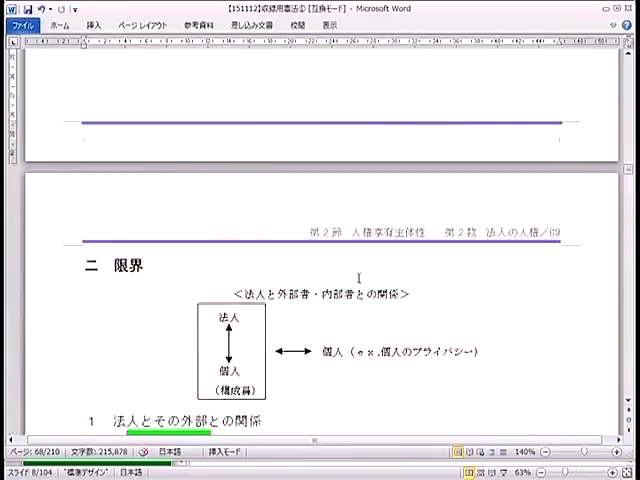 【151112】収録用憲法① [互換モード] - Microsoft Word
ファイル ホーム 挿入 ページ レイアウト 参考資料 差し込み文書 校閲 表示
第2節 人権享有主体性 第2款 法人の人権／69
二 限界
＜法人と外部者・内部者との関係＞
法人
個人（ｅｘ.個人のプライバシー）
個人
（構成員）
1 法人とその外部との関係
ページ: 68/210 文字数: 215,878 日本語 挿入モード 140%
スライド 8/104 "標準デザイン" 日本語 63%